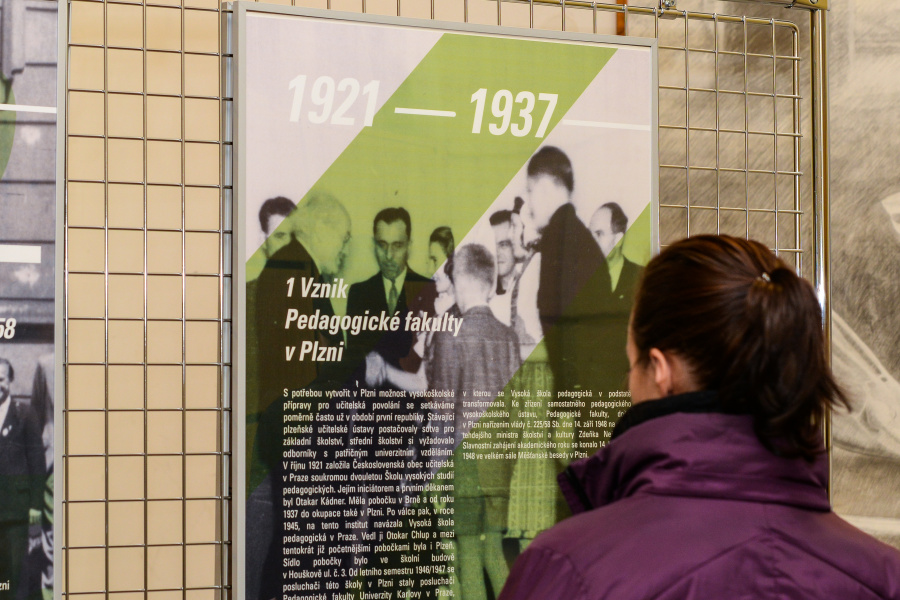 1921 — 1937
58
1 Vznik
Pedagogické fakulty
v Plzni
S potřebou vytvořit v Plzni možnost vysokoškolské
přípravy pro učitelská povolání se setkáváme
poměrně často už v období první republiky. Stávající
plzeňské učitelské ústavy postačovaly sotva pro
základní školství, střední školství si vyžadovalo
odborníky s patřičným univerzitním vzděláním.
V říjnu 1921 založila Československá obec učitelská
v Praze soukromou dvouletou Školu vysokých studií
pedagogických. Jejím iniciátorem a prvním děkanem
byl Otakar Kádner. Měla pobočku v Brně a od roku
1937 do okupace také v Plzni. Po válce pak, v roce
1945, na tento institut navázala Vysoká škola
pedagogická v Praze. Vedl ji Otakar Chlup a mezi
tentokrát již početnějšími pobočkami byla i Plzeň.
Sídlo pobočky bylo ve školní budově
v Houškově ul. č. 3. Od letního semestru 1946/1947 se
posluchači této školy v Plzni staly posluchači
Pedagogické fakulty Univerzity Karlovy v Praze,
v kterou se Vysoká škola pedagogická v podstatě
transformovala. Ke zřízení samostatného pedagogického
vysokoškolského ústavu, Pedagogické fakulty,
v Plzni nařízením vlády č. 225/58 Sb. dne 14. září 1948 na
tehdejšího ministra školství a kultury Zdeňka
Slavnostní zahájení akademického roku se konalo 14.
1948 ve velkém sále Měšťanské besedy v Plzni.
zni